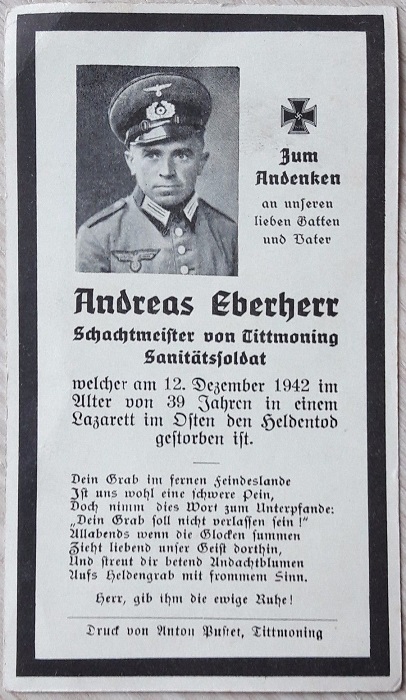 Zum
Andenken
an unseren
lieben Gatten
und Vater
Andreas Eberherr
Schachtmeister von Tittmoning
Sanitätssoldat
welcher am 12. Dezember 1942 im
Alter von 39 Jahren in einem
Lazarett im Osten den Heldentod
gestorben ist.
Dein Grab im fernen Feindeslande
Ist uns wohl eine schwere Pein,
Doch nimm dies Wort zum Unterpfande:
„Dein Grab soll nicht verlassen sein!"
Allabends wenn die Glocken summen
Zieht liebend unser Geist dorthin,
Und streut dir betend Andachtblumen
Aufs Heldengrab mit frommem Sinn.
Herr, gib ihm die ewige Ruhe!
Druck von Anton Pustet, Tittmoning